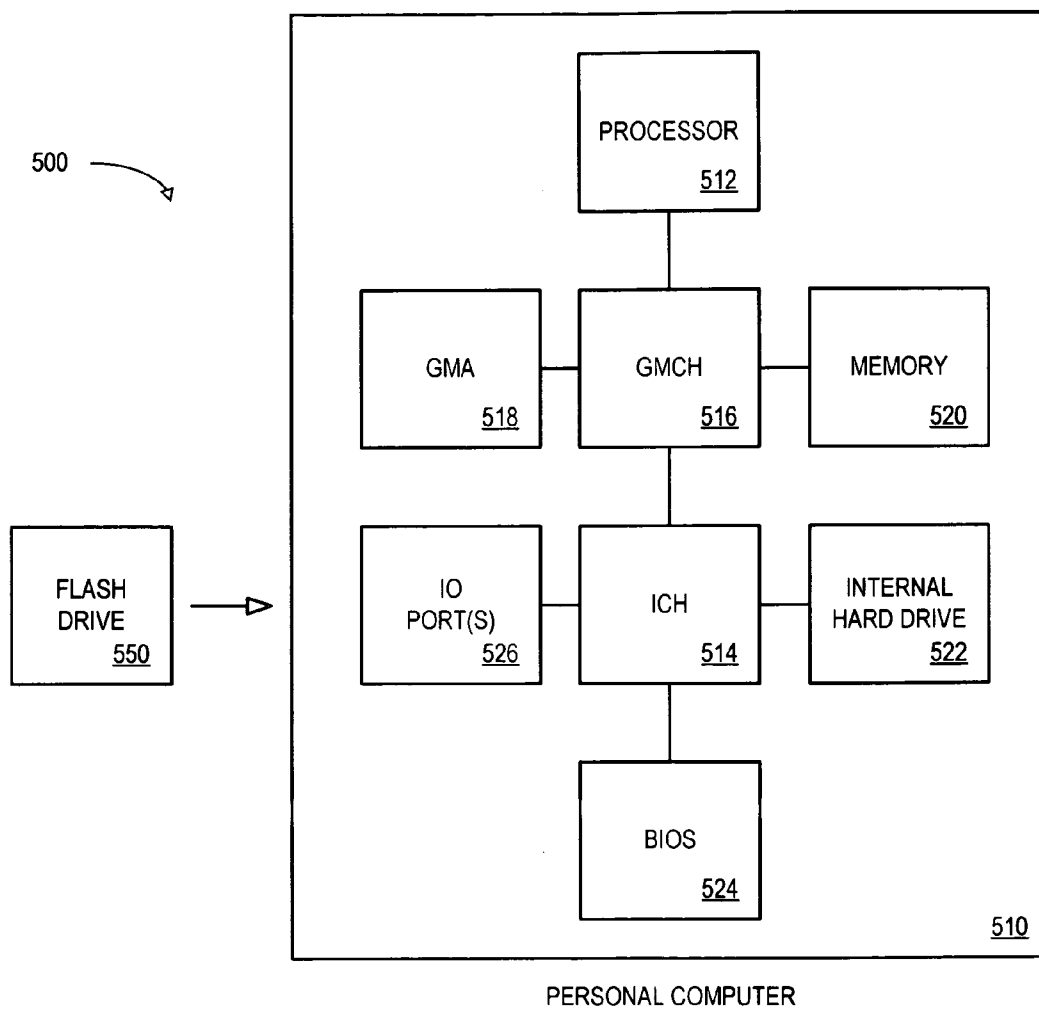 PROCESSOR
512
500
GMA
518
GMCH
516
MEMORY
520
FLASH
DRIVE
550
IO
PORT(S)
526
ICH
514
INTERNAL
HARD DRIVE
522
BIOS
524
510
PERSONAL COMPUTER